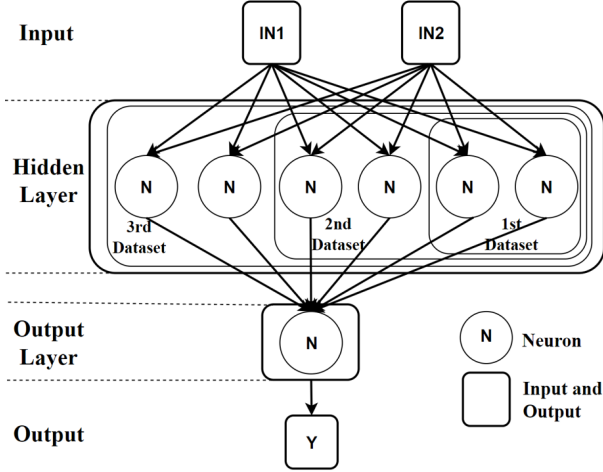 Input
IN1
IN2
Hidden
Layer
N
N
N
N
N
N
3rd
Dataset
2nd
Dataset
1st
Dataset
Output
Layer
N
N
Neuron
Input and
Output
Output
Y